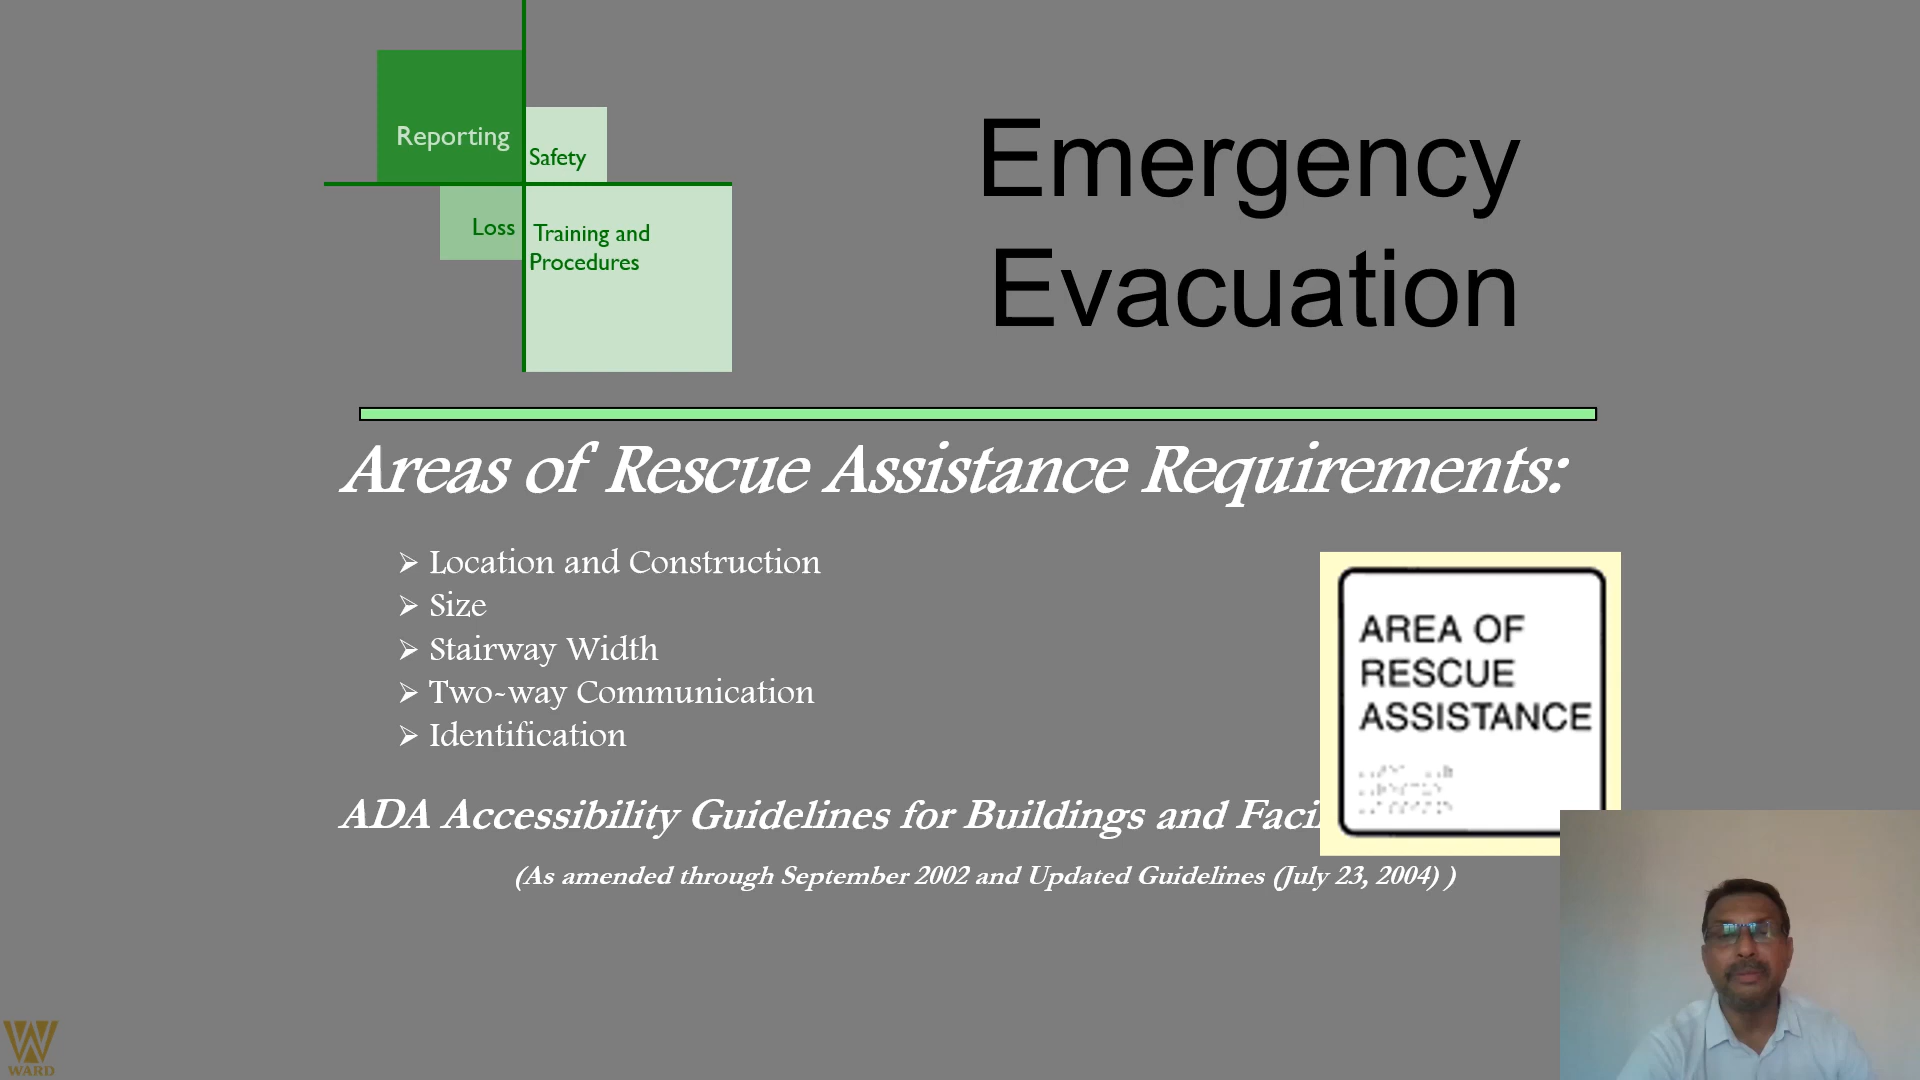 Reporting
Safety
Loss
Training and
Procedures
Emergency
Evacuation
Areas of Rescue Assistance Requirements:
➢ Location and Construction
➢ Size
➢ Stairway Width
➢ Two-way Communication
➢ Identification
AREA OF
RESCUE
ASSISTANCE
ADA Accessibility Guidelines for Buildings and
(As amended through September 2002 and Updated Guidelines (July 23, 2004) )
W
WARD